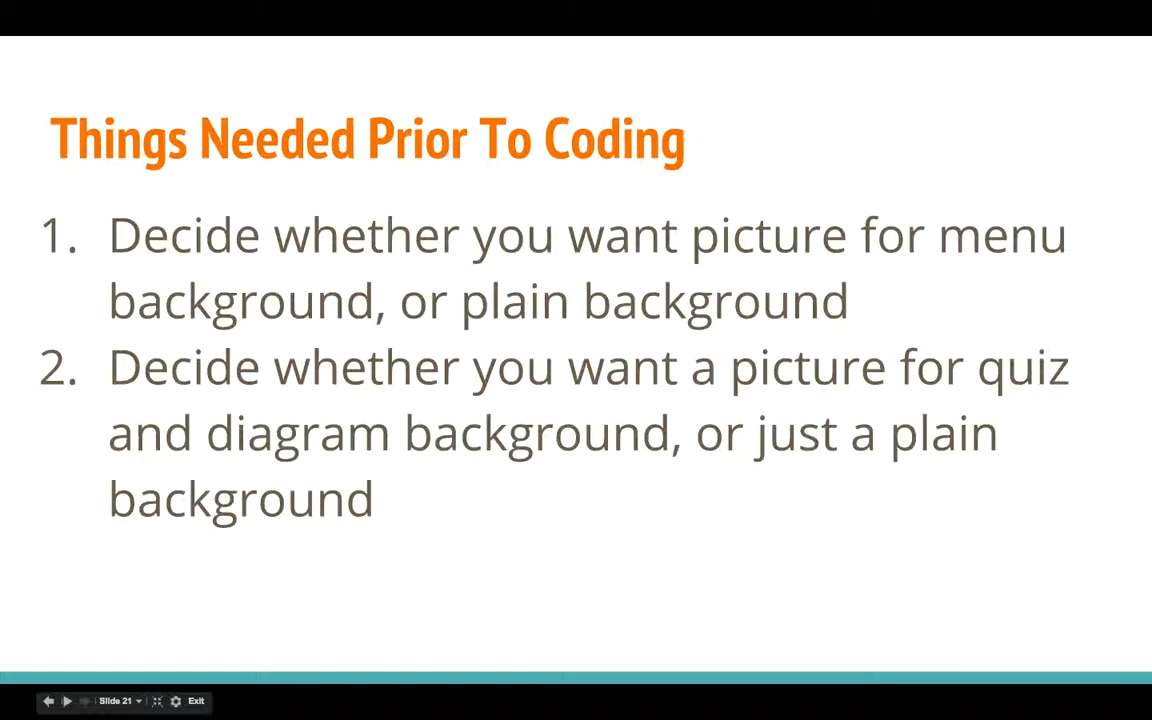 Things Needed Prior To Coding
1. Decide whether you want picture for menu
background, or plain background
2. Decide whether you want a picture for quiz
and diagram background, or just a plain
background
Slide 21 Exit